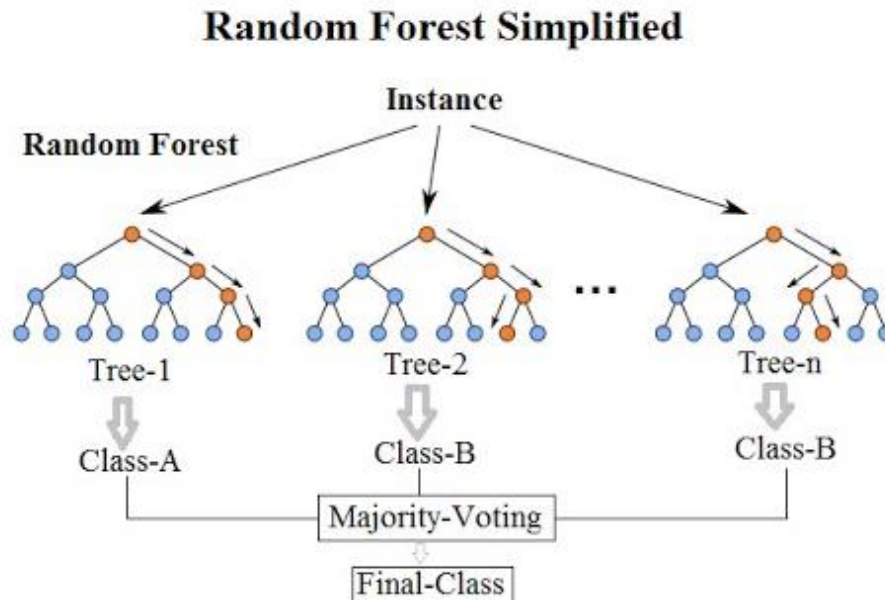 Random Forest Simplified
Instance
Random Forest
...
Tree-1
Tree-2
Tree-n
Class-A
Class-B
Class-B
Majority-Voting
Final-Class